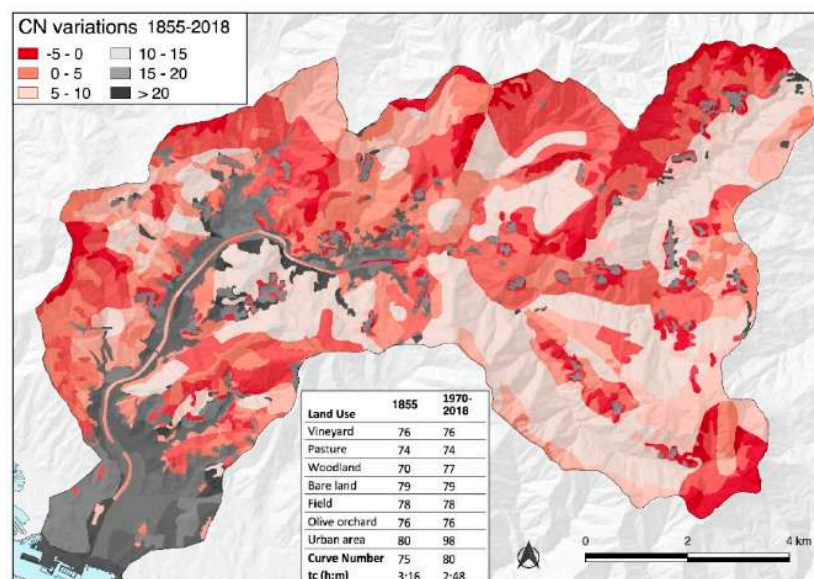 CN variations 1855-2018
-5 - 0 10 - 15
0 - 5 15 - 20
5 - 10 > 20
Land Use 1855 1970-2018
Vineyard 76 76
Pasture 74 74
Woodland 70 77
Bare land 79 79
Field 78 78
Olive orchard 76 76
Urban area 80 98
Curve Number 75 80
tc (h:m) 3:16 2:48
0 2 4 km